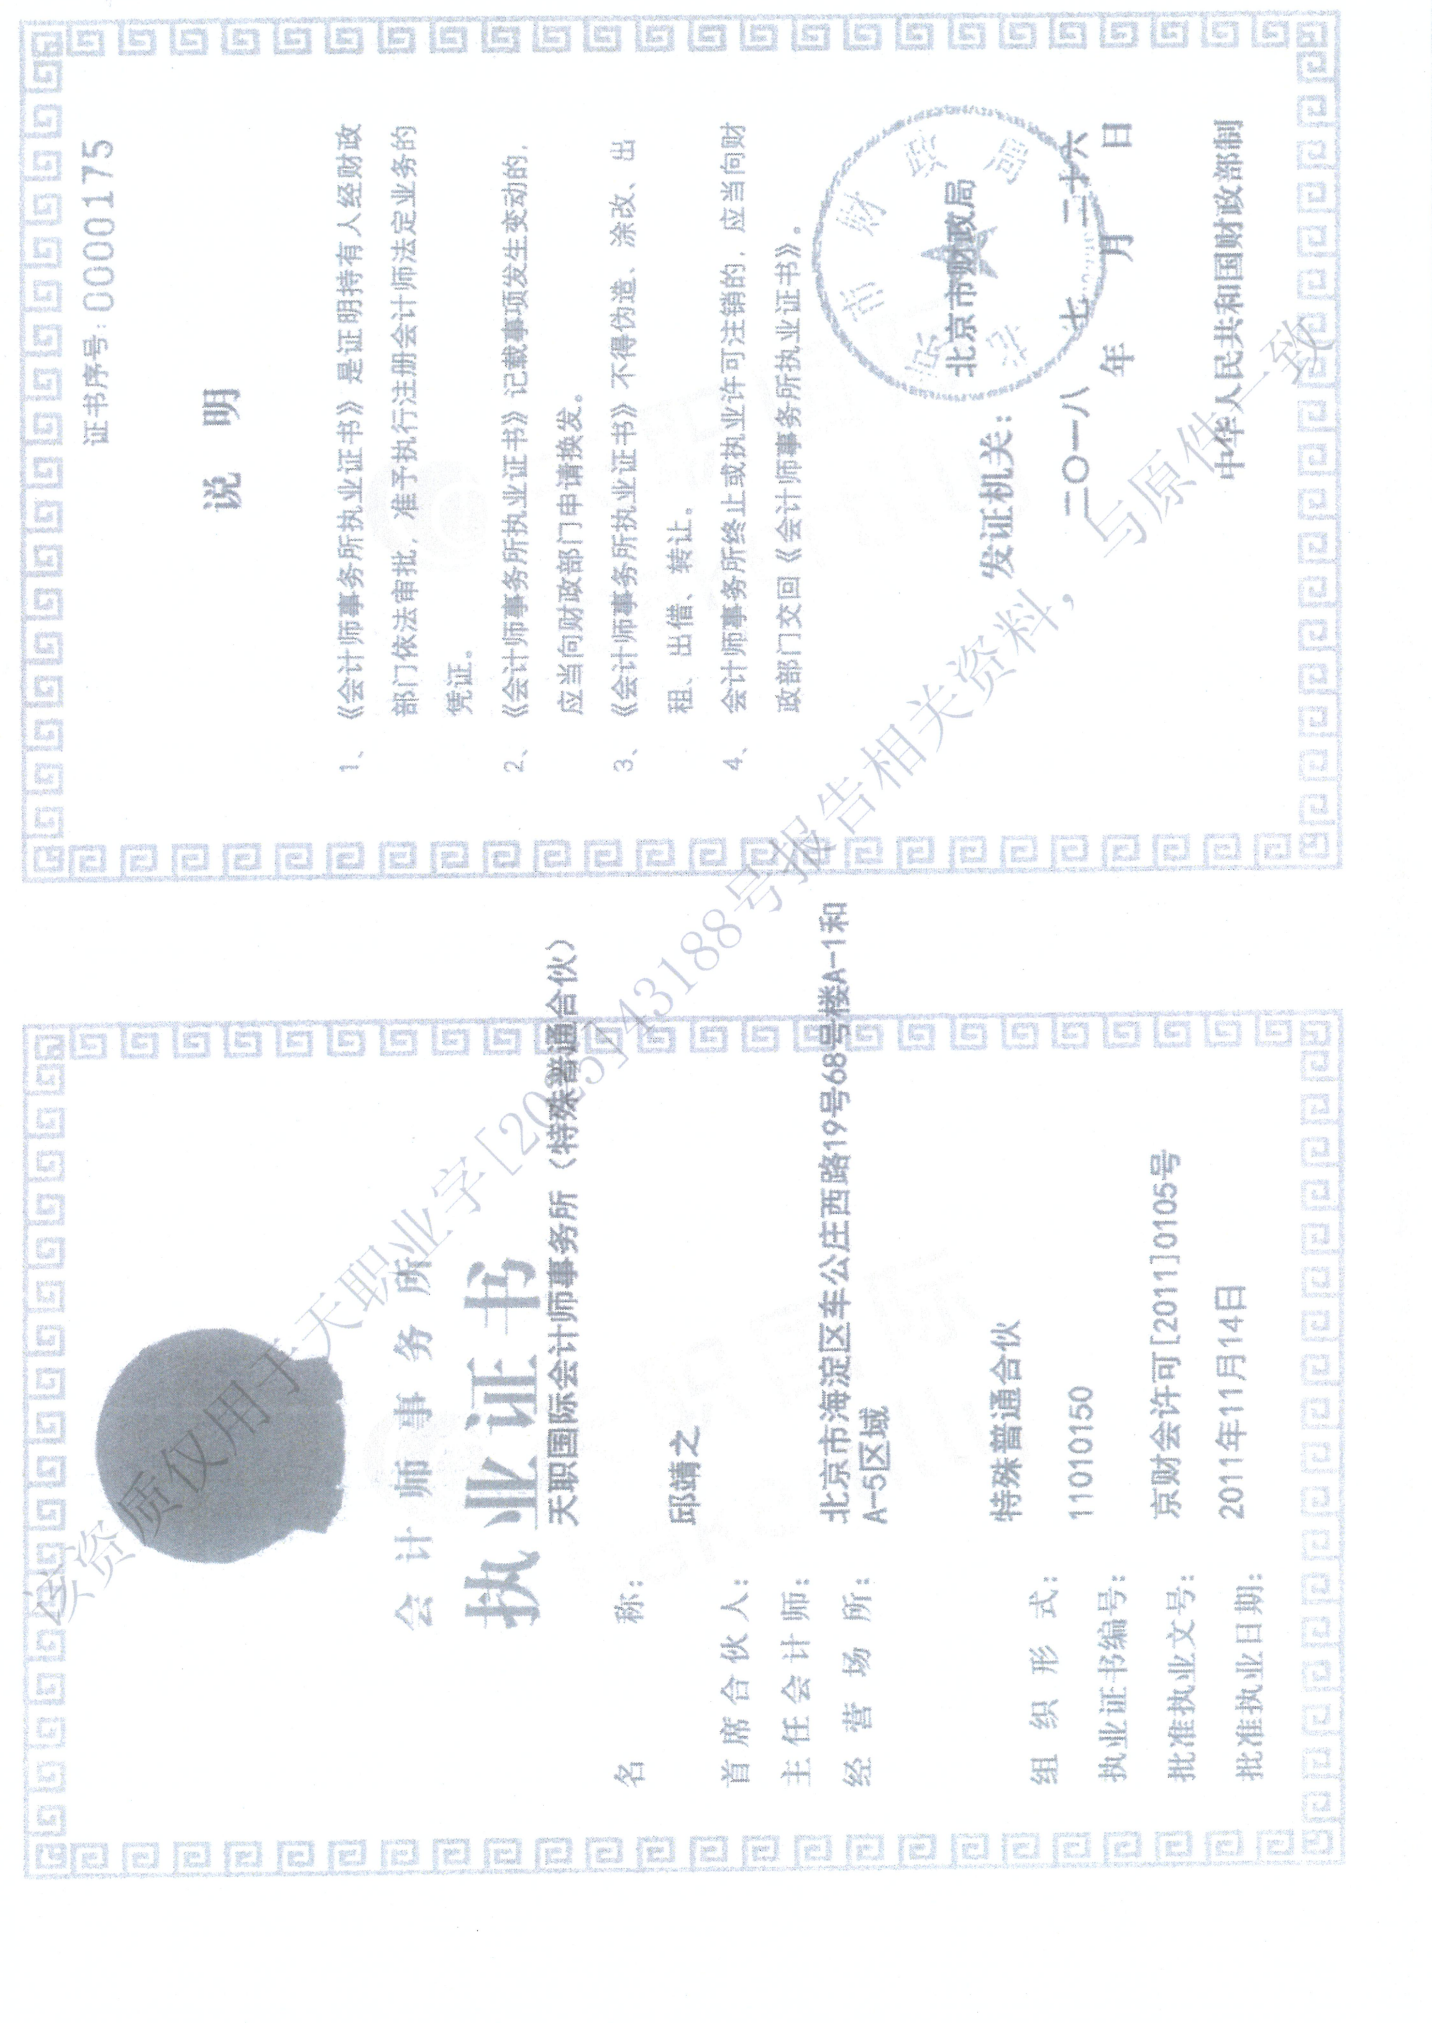 会计师事务所
执业证书
名称：
天职国际会计师事务所（特殊普通合伙）
首席合伙人：
邱靖之
主任会计师：
经营场所：
北京市海淀区车公庄西路19号68号楼A-1和
A-5区域
组织形式：
特殊普通合伙
执业证书编号：
11010150
批准执业文号：
京财会许可[2011]0105号
批准执业日期：
2011年11月14日
证书序号：0000175
说明
1、《会计师事务所执业证书》是证明持有人经财政
部门依法审批，准予执行注册会计师法定业务的
凭证。
2、《会计师事务所执业证书》记载事项发生变动的，
应当向财政部门申请换发。
3、《会计师事务所执业证书》不得伪造、涂改、出
租、出借、转让。
4、会计师事务所终止或执业许可注销的，应当向财
政部门交回《会计师事务所执业证书》。
发证机关：
北京市财政局
北京市财政局
二〇一八年七月二十六日
中华人民共和国财政部制
该资质仅用于天职业字[2025]43188号报告相关资料，与原件一致